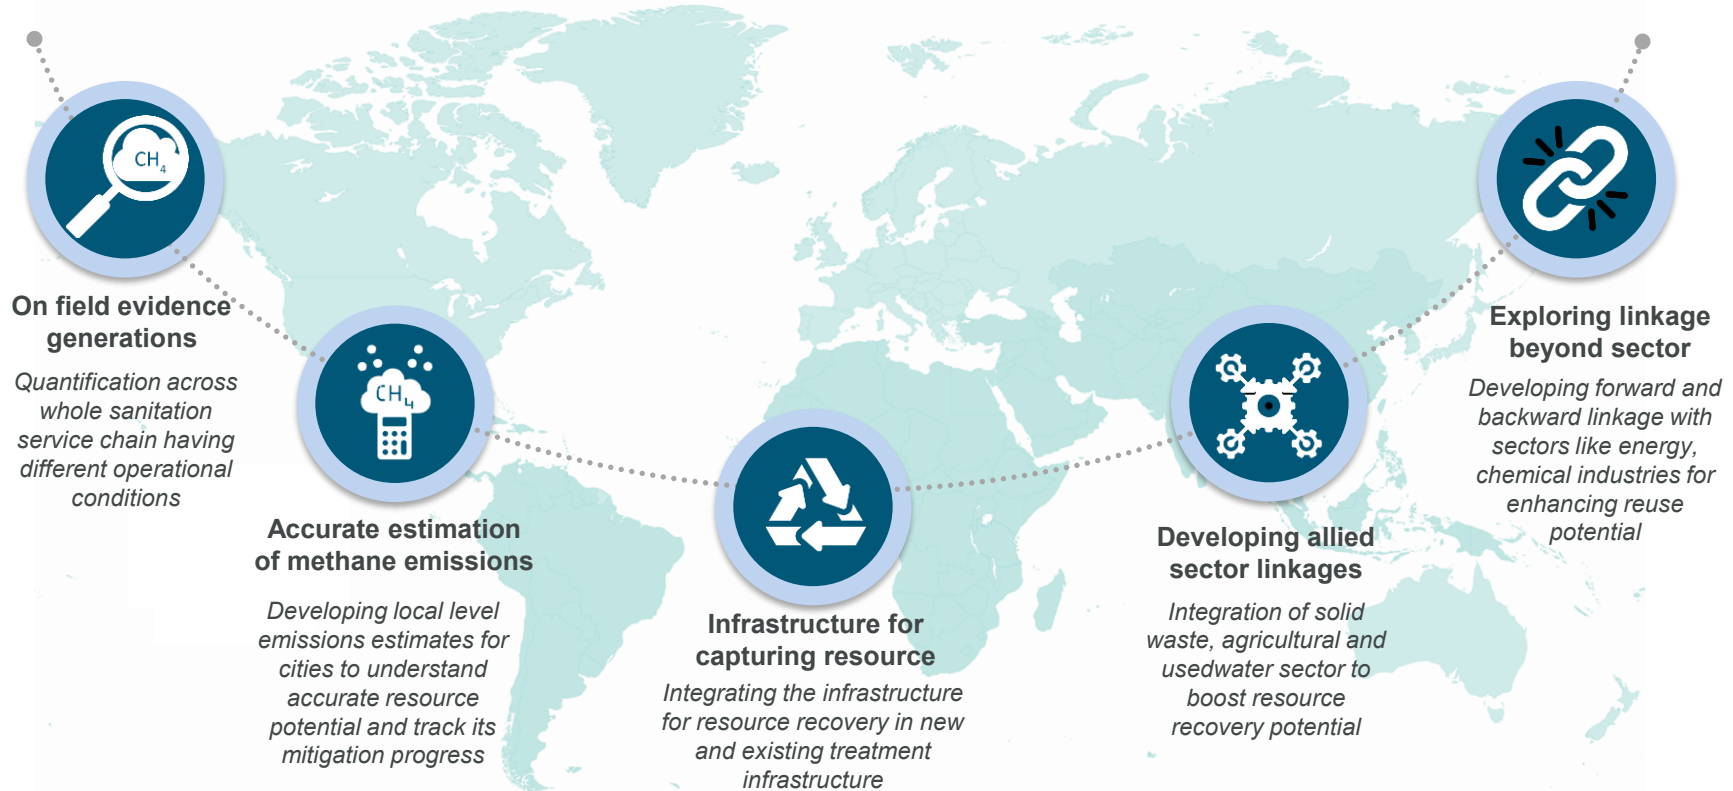 CH4
On field evidence
generations
Quantification across
whole sanitation
service chain having
different operational
conditions
CH4
Accurate estimation
of methane emissions
Developing local level
emissions estimates for
cities to understand
accurate resource
potential and track its
mitigation progress
Infrastructure for
capturing resource
Integrating the infrastructure
for resource recovery in new
and existing treatment
infrastructure
Developing allied
sector linkages
Integration of solid
waste, agricultural and
usedwater sector to
boost resource
recovery potential
Exploring linkage
beyond sector
Developing forward and
backward linkage with
sectors like energy,
chemical industries for
enhancing reuse
potential